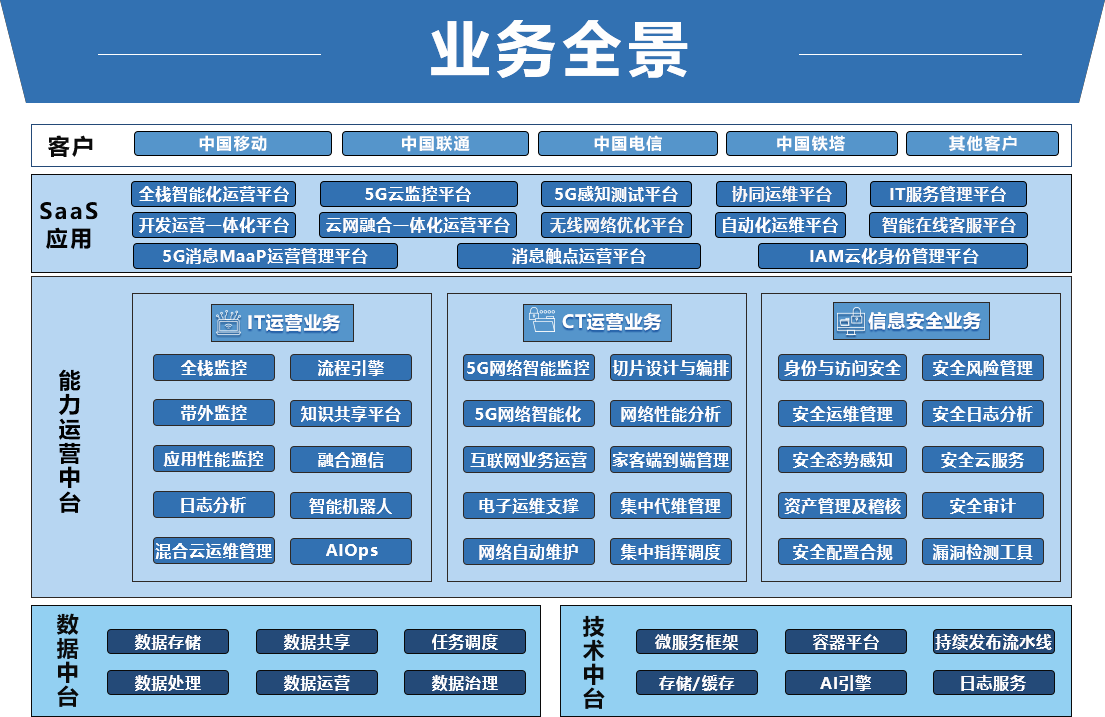 业务全景
客户
中国移动
中国联通
中国电信
中国铁塔
其他客户
SaaS
应用
全栈智能化运营平台
5G云监控平台
5G感知测试平台
协同运维平台
IT服务管理平台
开发运营一体化平台
云网融合一体化运营平台
无线网络优化平台
自动化运维平台
智能在线客服平台
5G消息MaaP运营管理平台
消息触点运营平台
IAM云化身份管理平台
能力运营中台
IT运营业务
全栈监控
流程引擎
带外监控
知识共享平台
应用性能监控
融合通信
日志分析
智能机器人
混合云运维管理
AIOps
CT运营业务
5G网络智能监控
切片设计与编排
5G网络智能化
网络性能分析
互联网业务运营
家客端到端管理
电子运维支撑
集中代维管理
网络自动维护
集中指挥调度
信息安全业务
身份与访问安全
安全风险管理
安全运维管理
安全日志分析
安全态势感知
安全云服务
资产管理及稽核
安全审计
安全配置合规
漏洞检测工具
数据中台
数据存储
数据共享
任务调度
数据处理
数据运营
数据治理
技术中台
微服务框架
容器平台
持续发布流水线
存储/缓存
AI引擎
日志服务